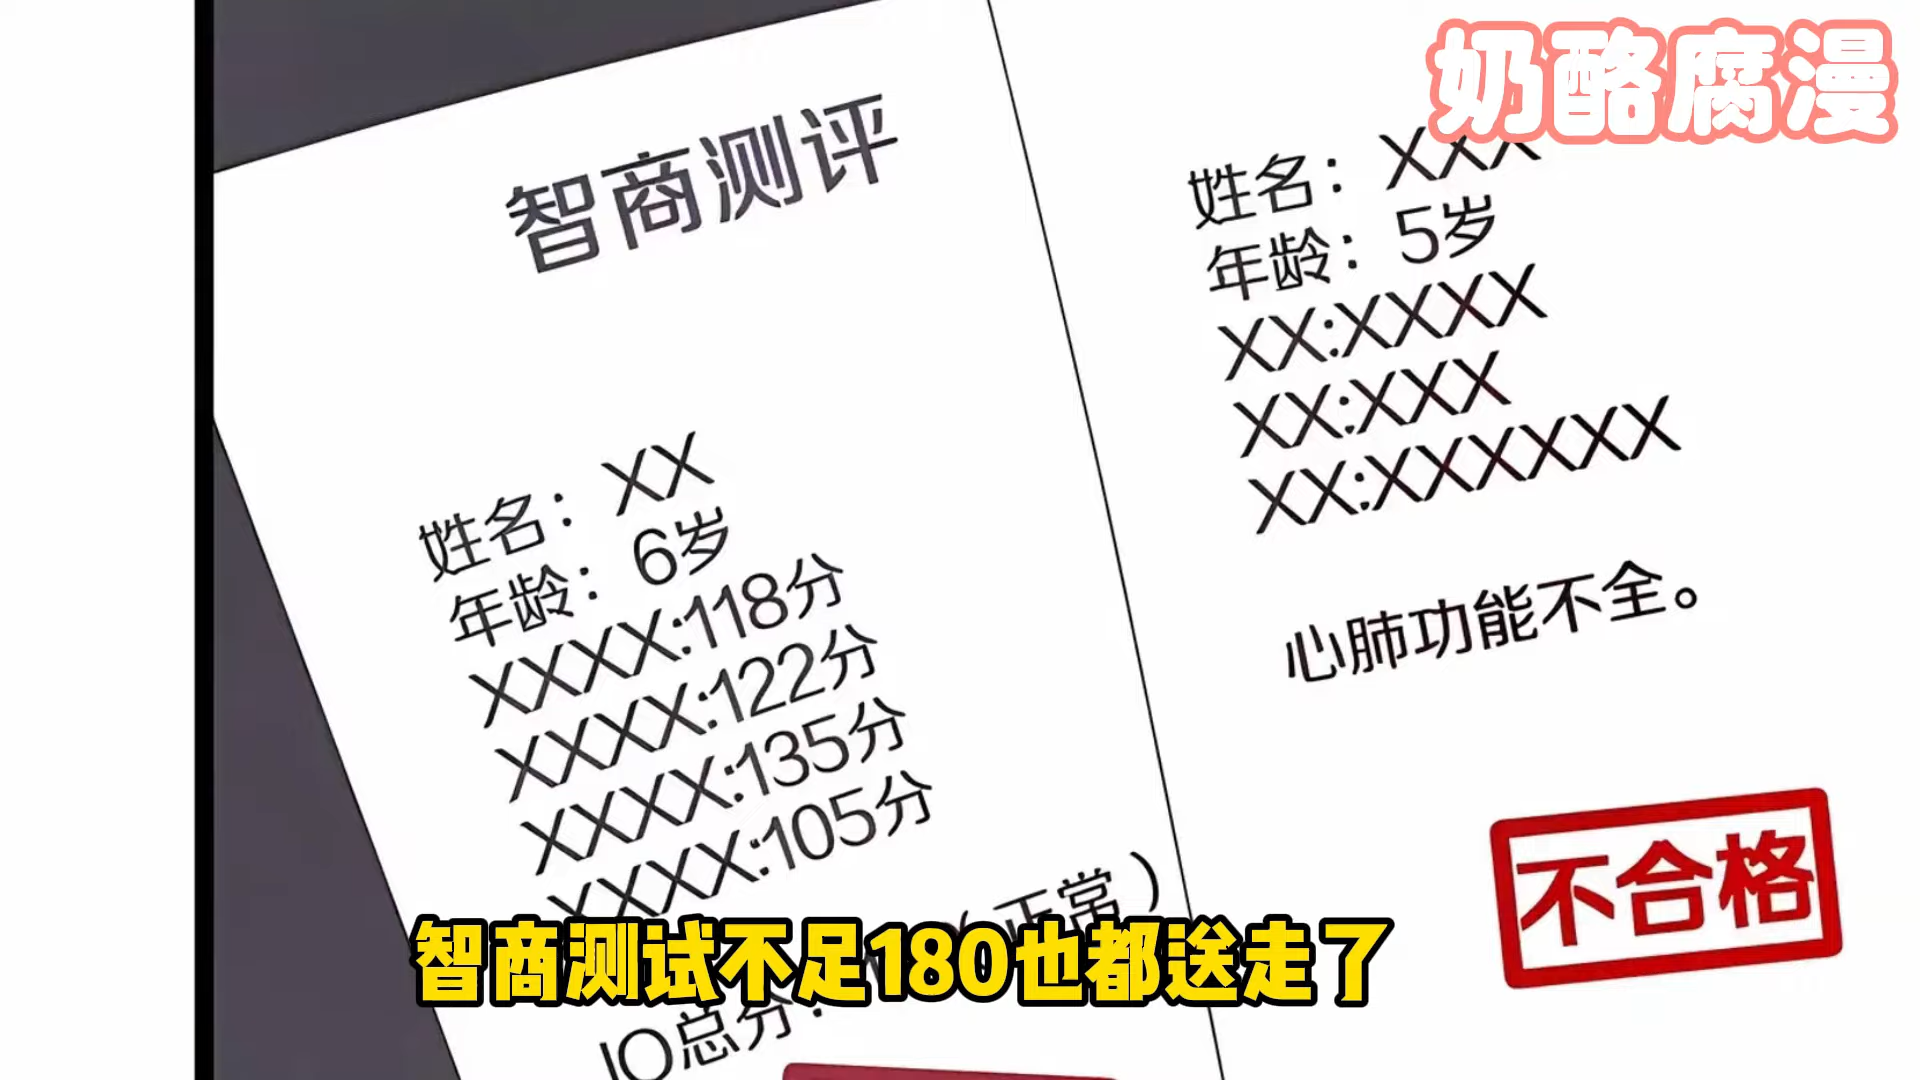 奶酪腐漫
智商测评
姓名：XX
年龄：6岁
XXXX:118分
XXXX:122分
XXXX:135分
XXXX:105分
正常）
IQ总分：
姓名：XXX
年龄：5岁
XX:XXXX
XX:XXX
XX:XXXXXX
心肺功能不全。
不合格
智商测试不足180也都送走了